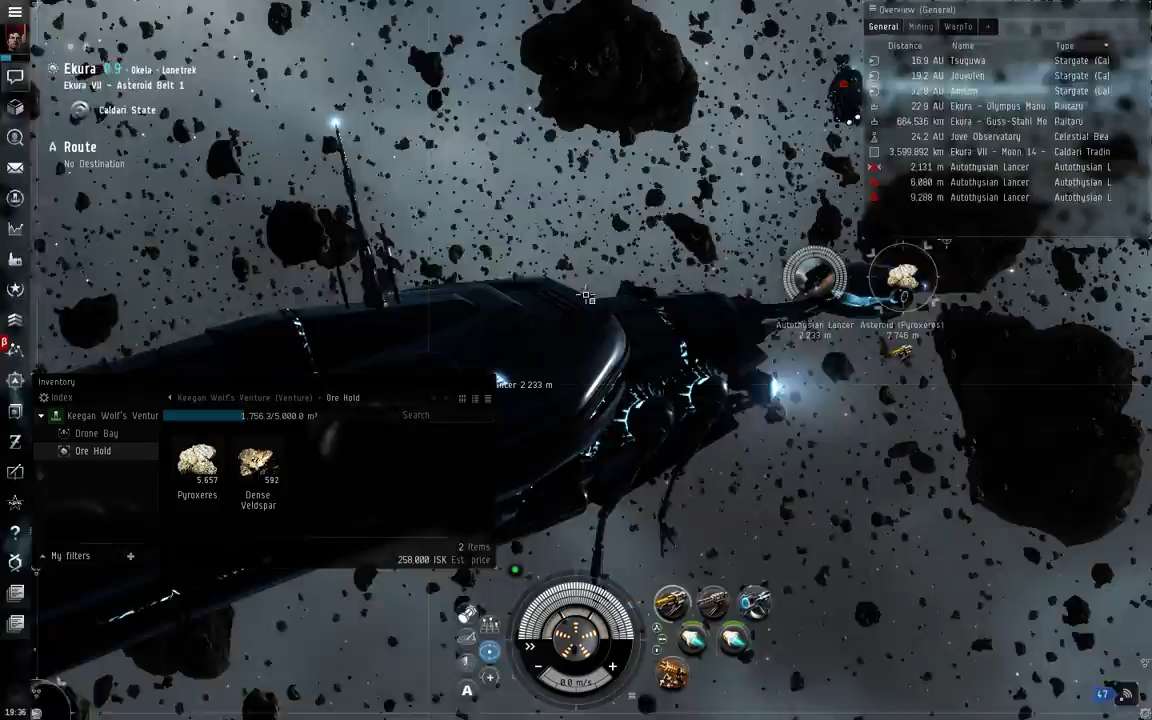 Ekura 0.9 · Okela · Lonetrek
Ekura VII - Asteroid Belt 1
Caldari State
Route
No Destination
Overview (General)
General Mining WarpTo +
Distance Name Type
16.9 AU Tsuguwa Stargate (Cal
19.2 AU Jouvulen Stargate (Cal
32.8 AU Stargate (Cal
22.9 AU Ekura - Olympus Manu Raitaru
664,536 km Ekura - Guss-Stahl Mo Raitaru
24.2 AU Jove Observatory Celestial Bea
3,599,892 km Ekura VII - Moon 14 - Caldari Tradin
2,131 m Autothysian Lancer Autothysian L
6,080 m Autothysian Lancer Autothysian L
9,288 m Autothysian Lancer Autothysian L
Autothysian Lancer
2 233 m
Asteroid (Pyroxeres)
7 746 m
ncer 2 233 m
Inventory
Index
Keegan Wolf's Venture (Venture) · Ore Hold
Keegan Wolf's Ventur
1,756.3/5,000.0 m³
Search
Drone Bay
Ore Hold
5,657
Pyroxeres
592
Dense
Veldspar
My filters +
2 Items
258,000 ISK Est. price
0.0 m/s
A
19:36
47